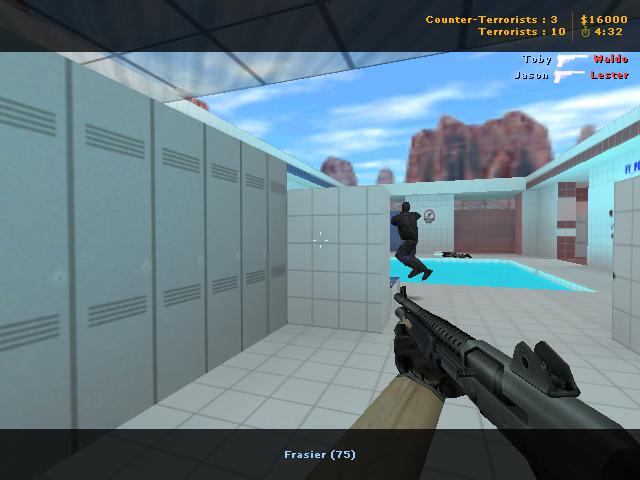 Counter-Terrorists : 3 $16000
Terrorists : 10 4:32
Toby Waldo
Jason Lester
Frasier (75)